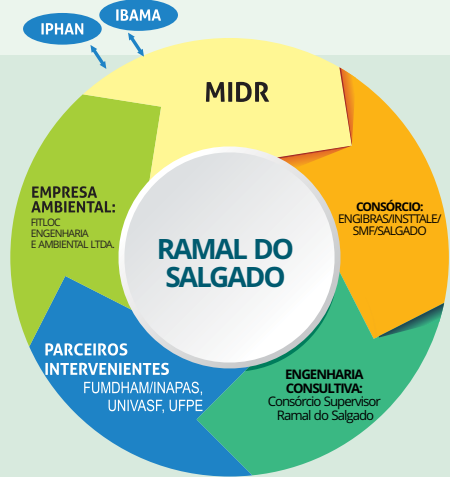 IPHAN
IBAMA
MIDR
EMPRESA
AMBIENTAL:
FITLOC
ENGENHARIA
E AMBIENTAL LTDA.
CONSÓRCIO:
ENGIBRAS/INSTTALE/
SMF/SALGADO
RAMAL DO
SALGADO
PARCEIROS
INTERVENIENTES
FUMDHAM/INAPAS,
UNIVASF, UFPE
ENGENHARIA
CONSULTIVA:
Consórcio Supervisor
Ramal do Salgado